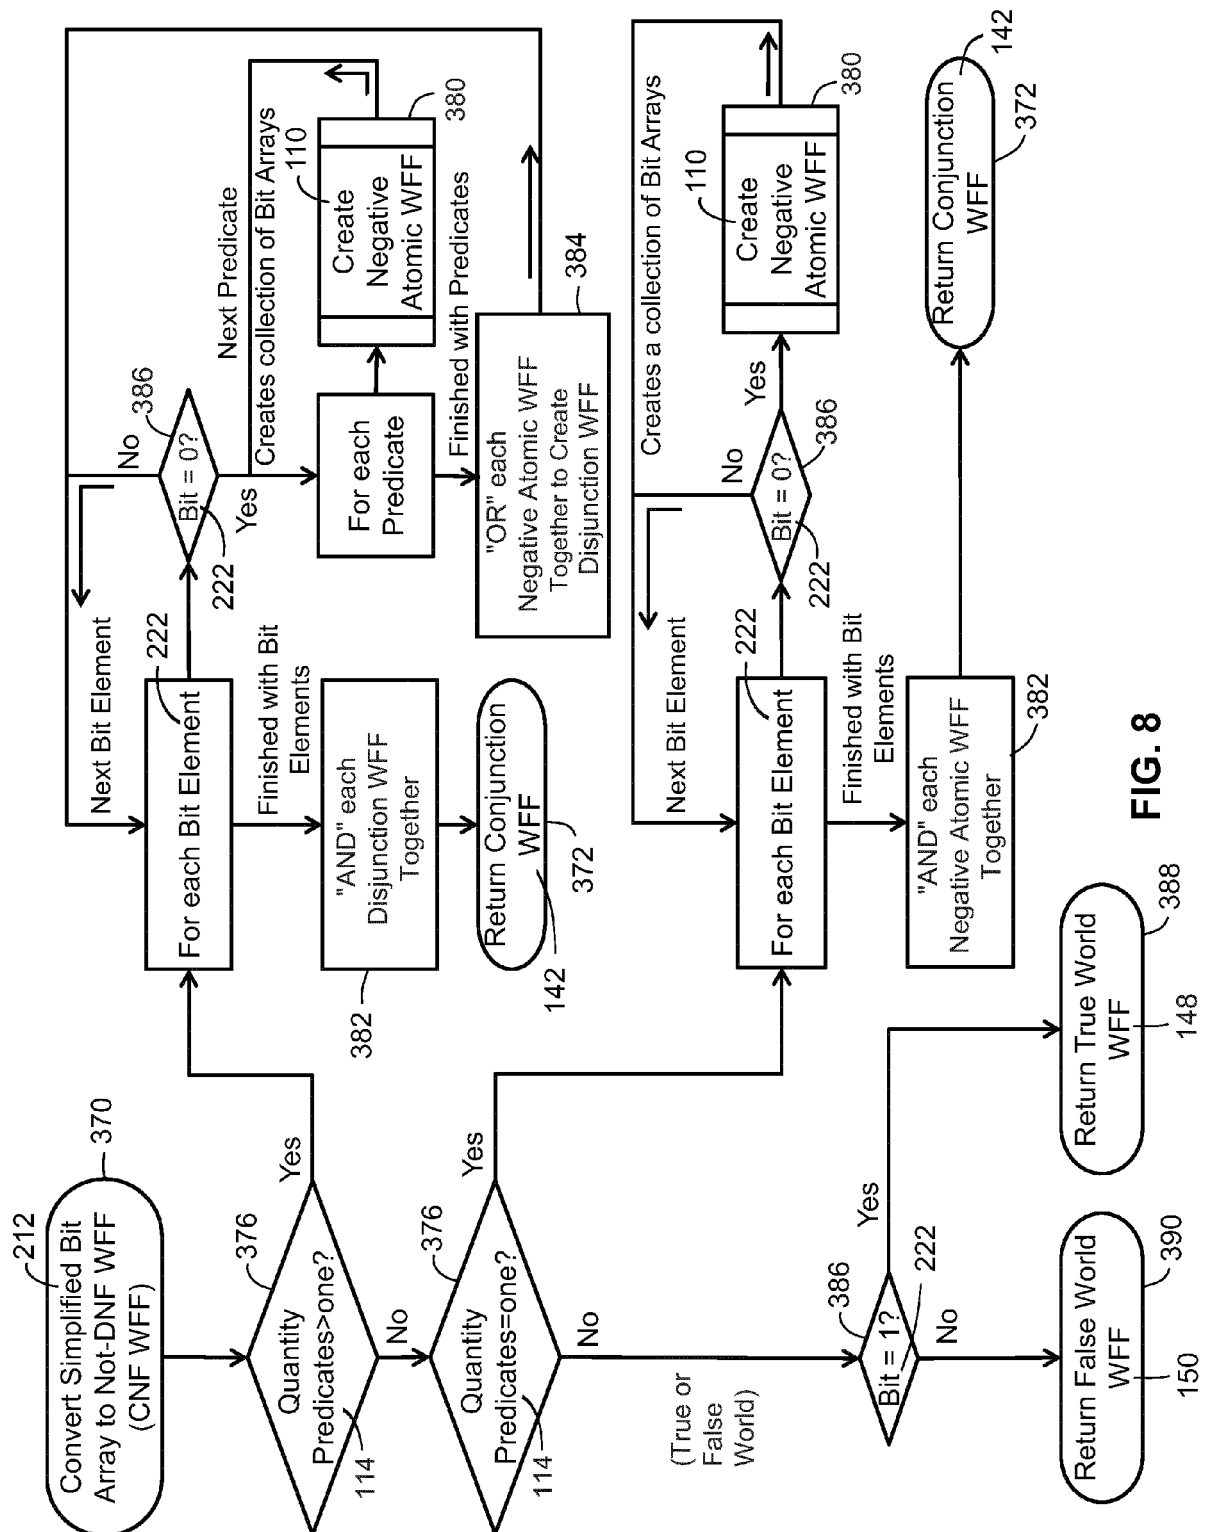 212
370
Convert Simplified Bit
Array to Not-DNF WFF
(CNF WFF)
376
Quantity
Predicates>one?
114
Yes
No
376
Quantity
Predicates=one?
114
Yes
No
(True or
False
World)
386
Bit = 1?
222
Yes
No
Return False World
WFF
390
150
Return True World
WFF
388
148
Next Bit Element
222
For each Bit Element
Finished with Bit
Elements
"AND" each
Disjunction WFF
Together
382
Return Conjunction
WFF
142
372
No
386
Bit = 0?
222
Yes
Next Predicate
Creates collection of Bit Arrays
For each
Predicate
110
Create
Negative
Atomic WFF
380
Finished with Predicates
"OR" each
Negative Atomic WFF
Together to Create
Disjunction WFF
384
Next Bit Element
222
For each Bit Element
Finished with Bit
Elements
"AND" each
Negative Atomic WFF
Together
382
No
386
Bit = 0?
222
Yes
Creates a collection of Bit Arrays
110
Create
Negative
Atomic WFF
380
Return Conjunction
WFF
142
372
FIG. 8